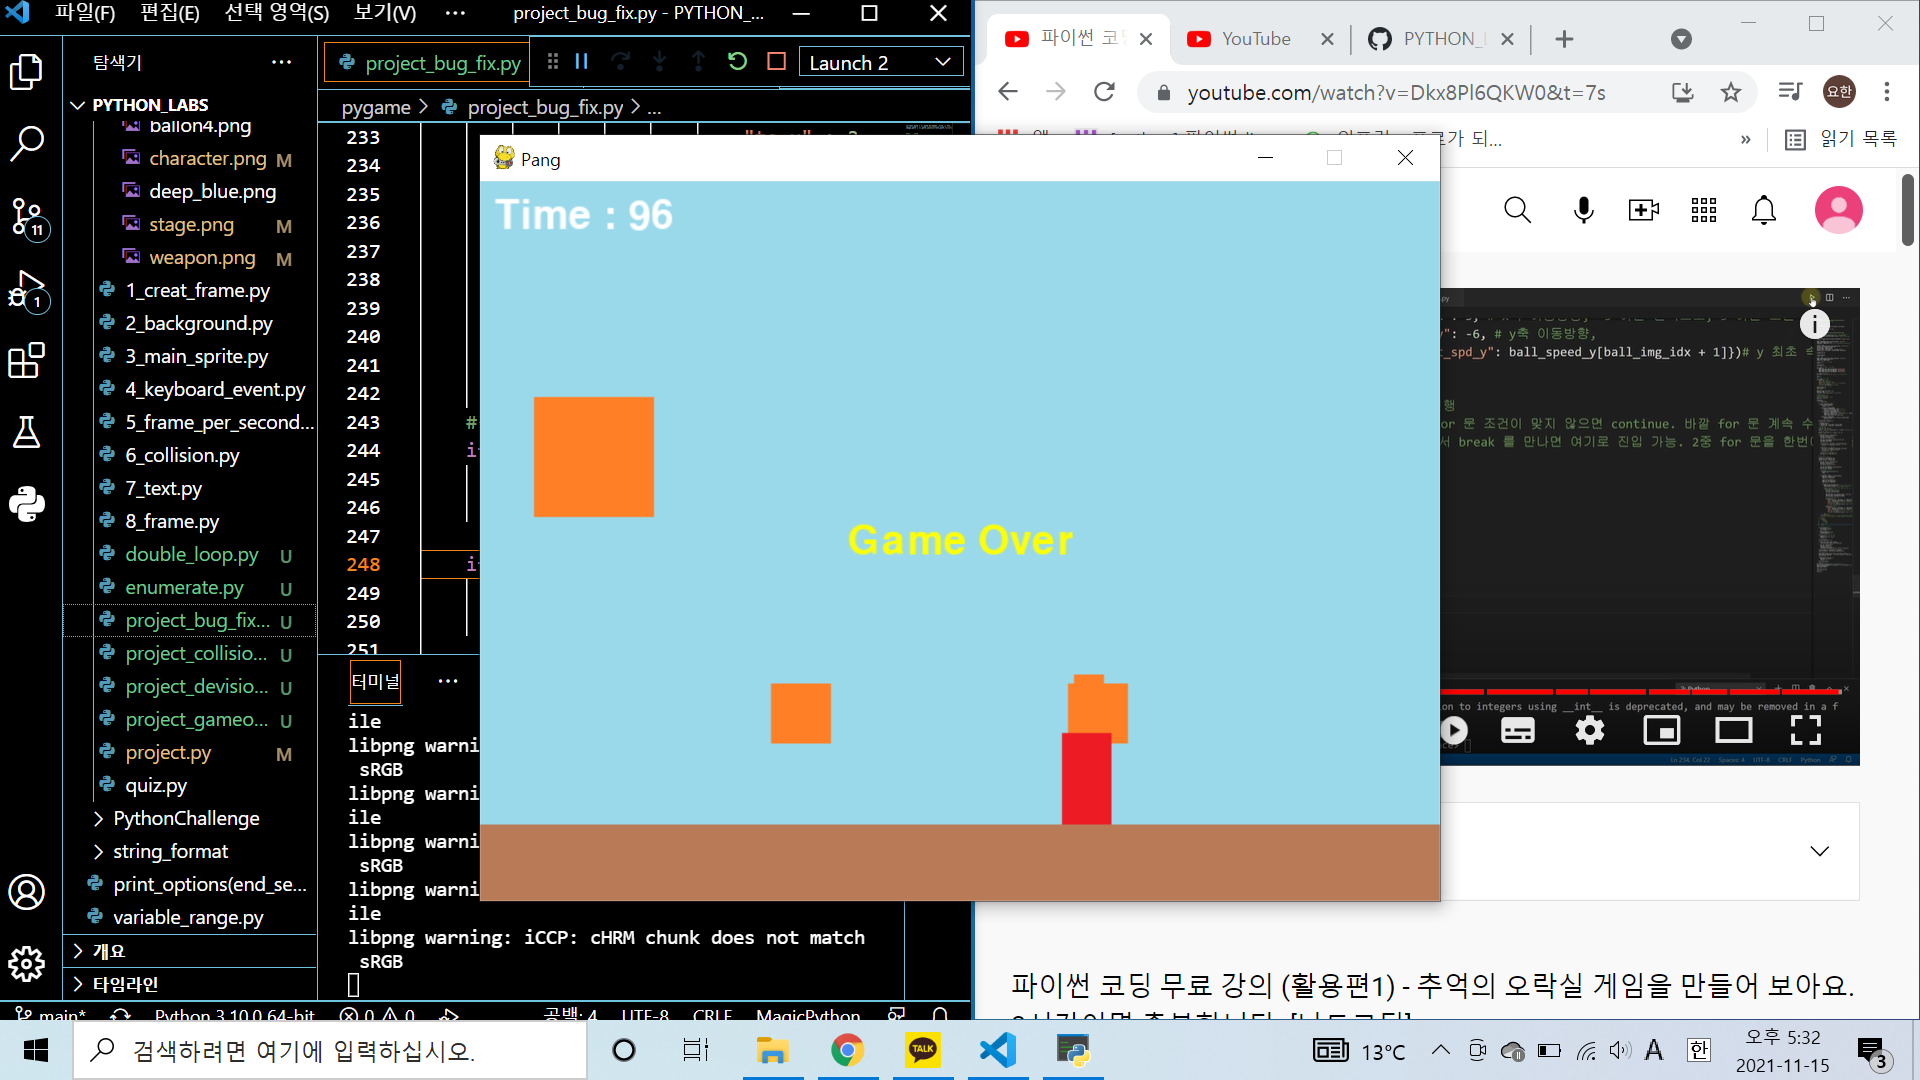 파일(F) 편집(E) 선택 영역(S) 보기(V) ··· project_bug_fix.py - PYTHON_...
탐색기 ···
PYTHON_LABS
ballon4.png
character.png M
deep_blue.png
stage.png M
weapon.png M
1_creat_frame.py
2_background.py
3_main_sprite.py
4_keyboard_event.py
5_frame_per_second...
6_collision.py
7_text.py
8_frame.py
double_loop.py U
enumerate.py U
project_bug_fix... U
project_collisio... U
project_devisio... U
project_gameo... U
project.py M
quiz.py
PythonChallenge
string_format
print_options(end_se...
variable_range.py
개요
타임라인
11
1
project_bug_fix.py
Launch 2
pygame > project_bug_fix.py > ...
233
234
235
236
237
238
239
240
241
242
243 #
244
245
246
247
248
249
250
251
터미널 ···
ile
libpng warni
sRGB
libpng warni
ile
libpng warni
sRGB
libpng warni
ile
libpng warning: iCCP: cHRM chunk does not match
sRGB
main* Python 3.10.0 64-bit 0 0 공백: 4 UTF-8 CRLF MagicPython
Pang
Time : 96
Game Over
파이썬 코
YouTube
PYTHON_
youtube.com/watch?v=Dkx8Pl6QKW0&t=7s
요한
» 읽기 목록
y": -6, # y축 이동방향,
t_spd_y": ball_speed_y[ball_img_idx + 1]})# y 최초 속
행
or 문 조건이 맞지 않으면 continue. 바깥 for 문 계속 수
서 break 를 만나면 여기로 진입 가능. 2중 for 문을 한번에
on to integers using __int__ is deprecated, and may be removed in a f
파이썬 코딩 무료 강의 (활용편1) - 추억의 오락실 게임을 만들어 보아요.
검색하려면 여기에 입력하십시오.
TALK
13°C
A
한
오후 5:32
2021-11-15
3